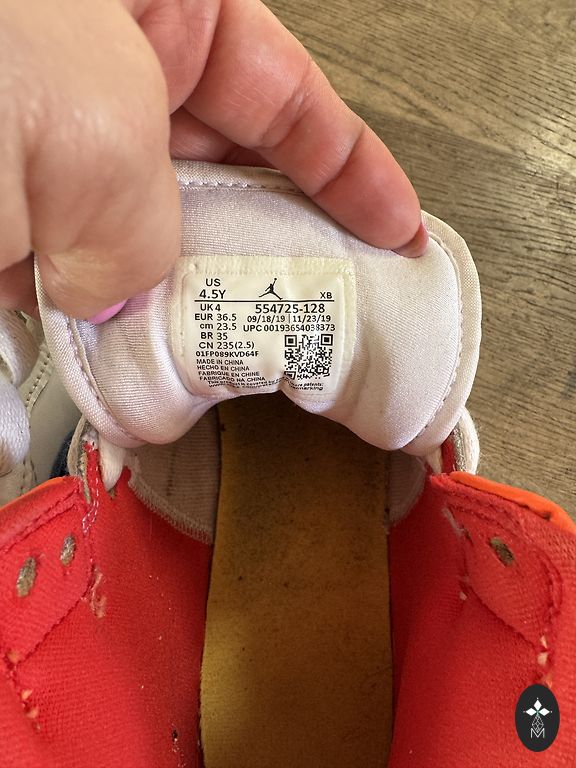 US
4.5Y
XB
UK 4
554725-128
EUR 36.5
09/18/19 | 11/23/19
cm 23.5
UPC 00193654038373
BR 35
CN 235(2.5)
01FP089KVD64F
MADE IN CHINA
HECHO EN CHINA
FABRIQUE EN CHINE
FABRICADO NA CHINA
M